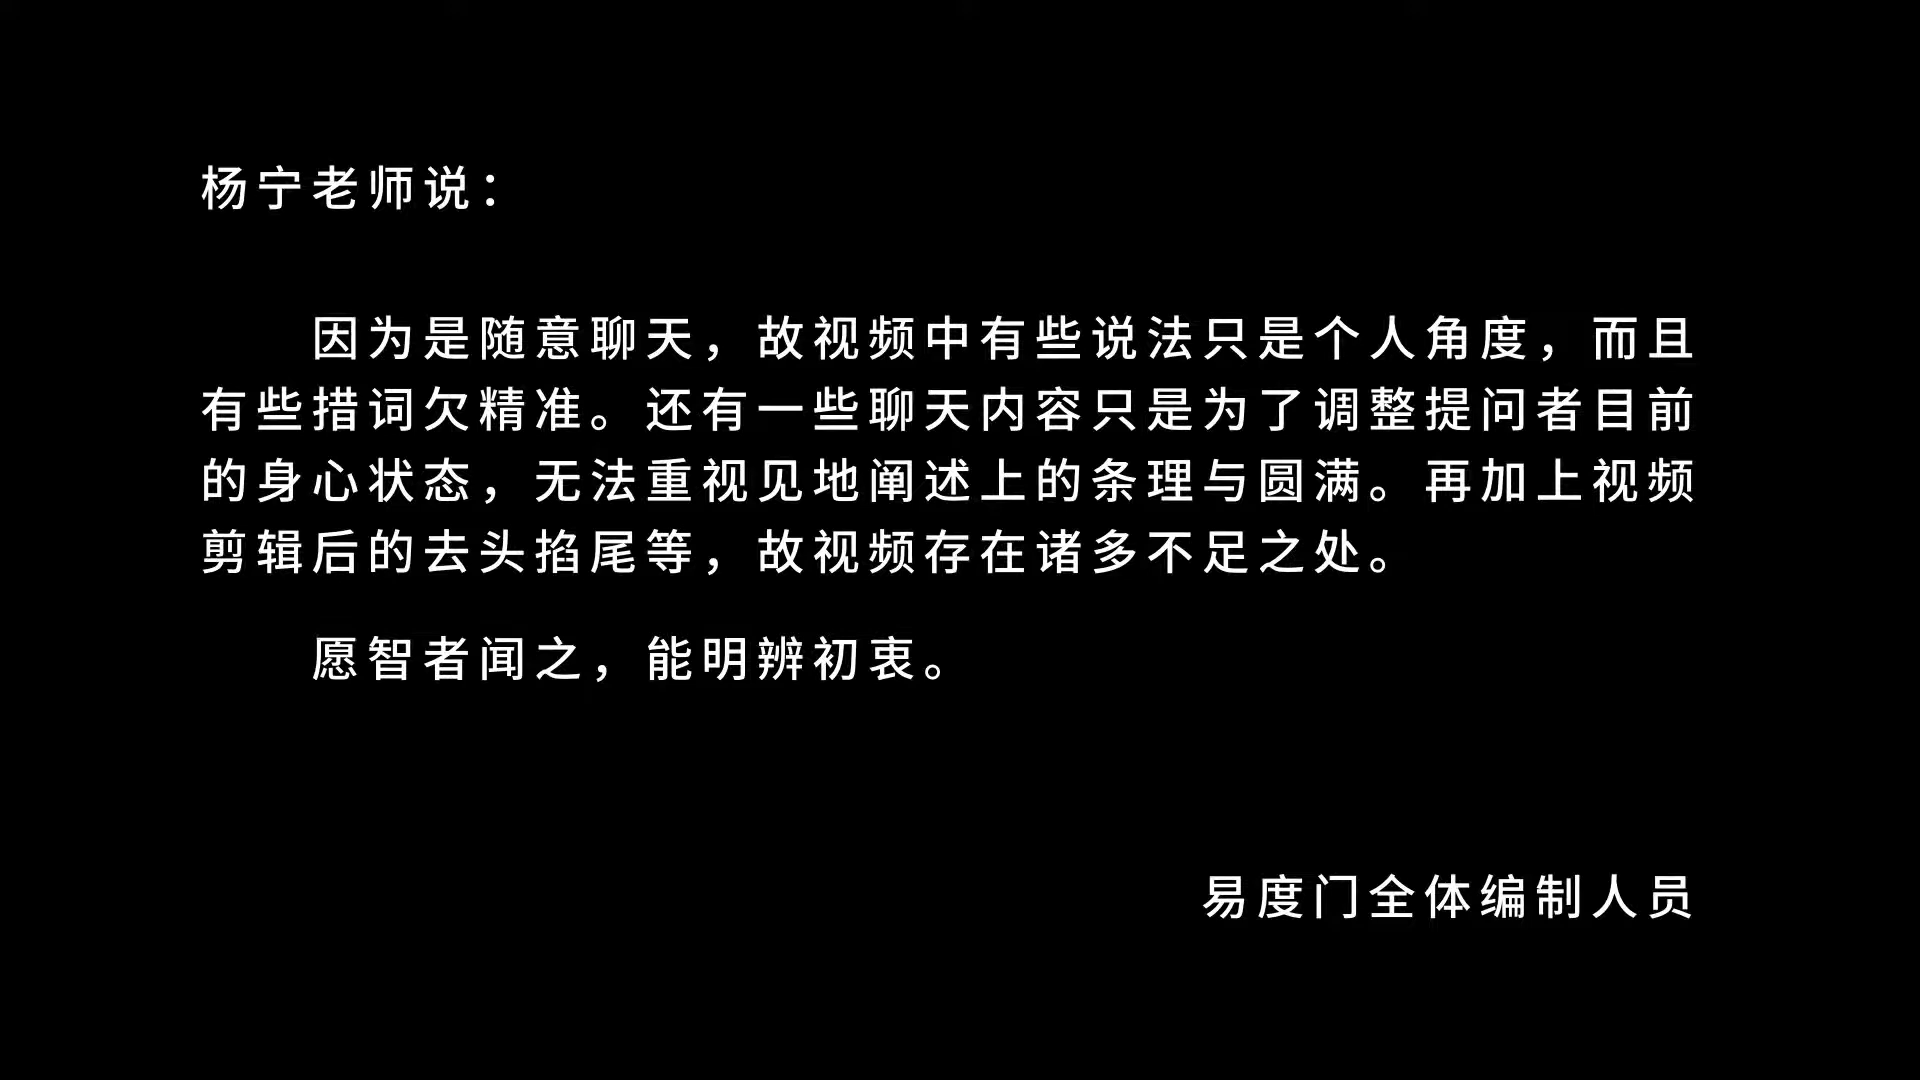 杨宁老师说：
因为是随意聊天，故视频中有些说法只是个人角度，而且
有些措词欠精准。还有一些聊天内容只是为了调整提问者目前
的身心状态，无法重视见地阐述上的条理与圆满。再加上视频
剪辑后的去头掐尾等，故视频存在诸多不足之处。
愿智者闻之，能明辨初衷。
易度门全体编制人员